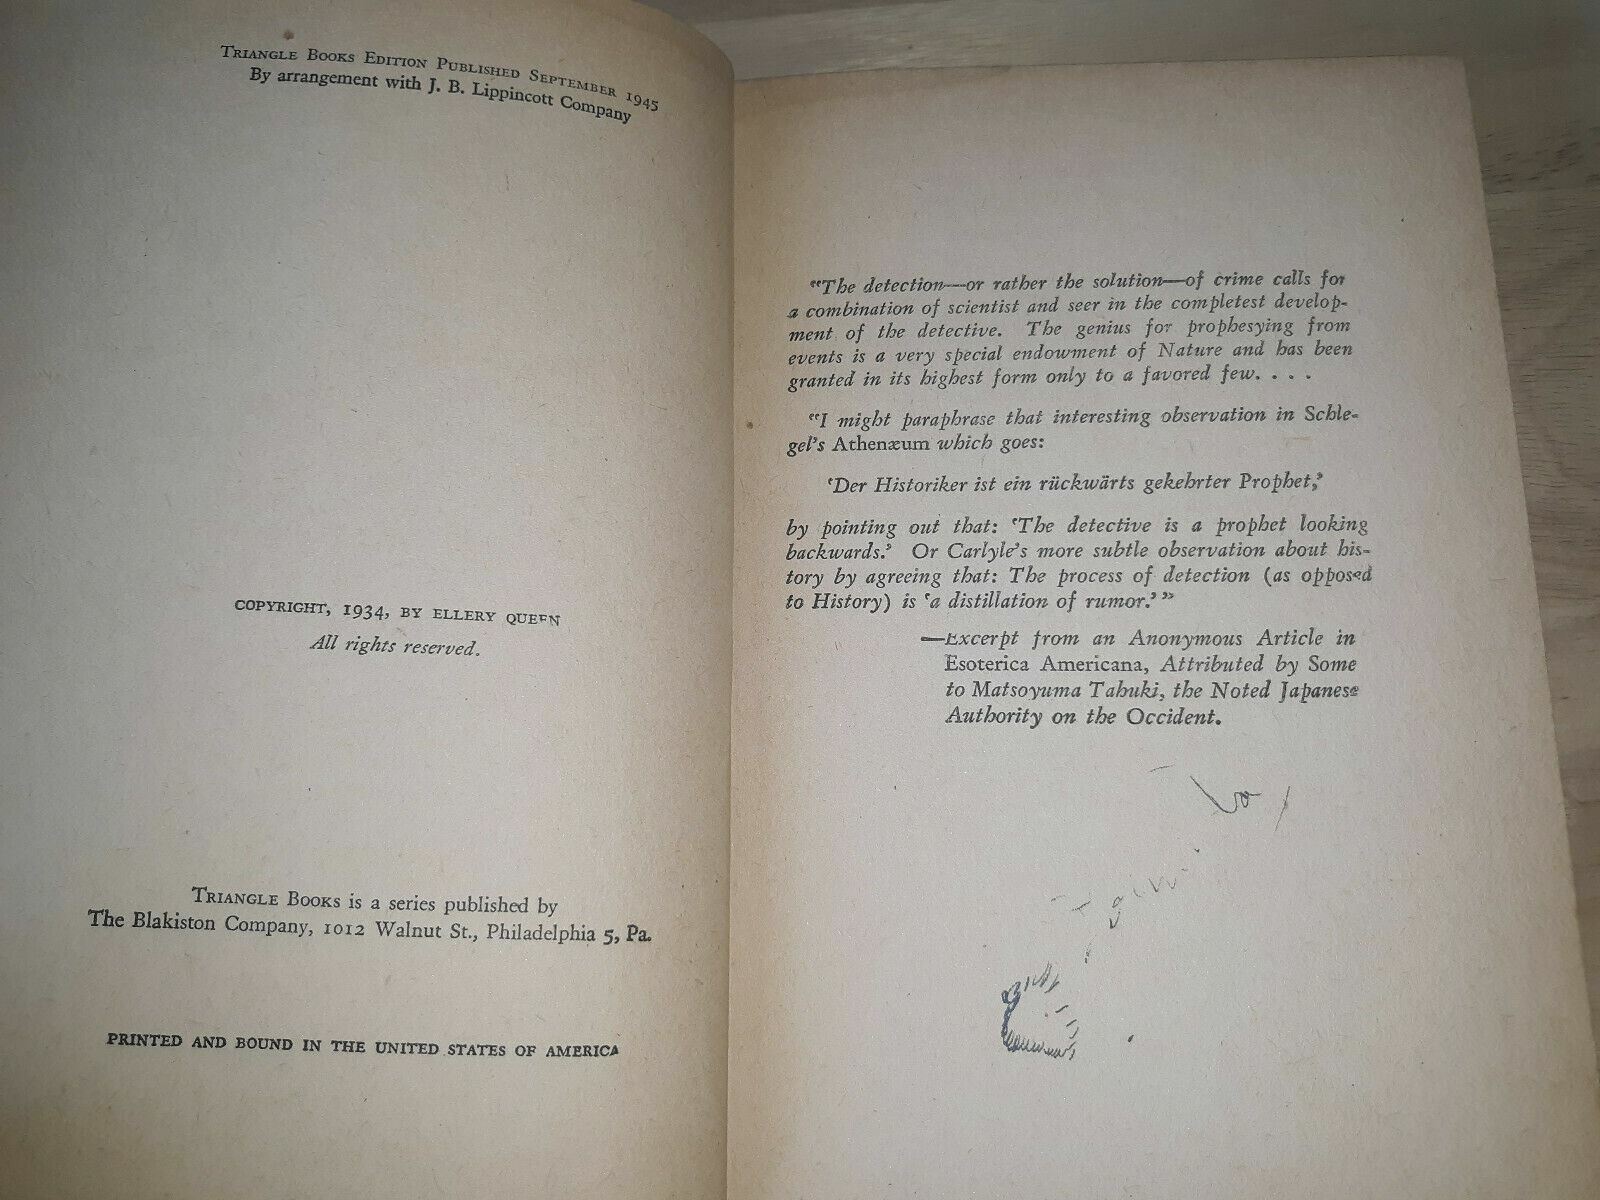 TRIANGLE BOOKS EDITION PUBLISHED SEPTEMBER 1945
By arrangement with J. B. Lippincott Company
COPYRIGHT, 1934, BY ELLERY QUEEN
All rights reserved.
TRIANGLE BOOKS is a series published by
The Blakiston Company, 1012 Walnut St., Philadelphia 5, Pa.
PRINTED AND BOUND IN THE UNITED STATES OF AMERICA
"The detection—or rather the solution—of crime calls for
a combination of scientist and seer in the completest develop-
ment of the detective. The genius for prophesying from
events is a very special endowment of Nature and has been
granted in its highest form only to a favored few. . . .
"I might paraphrase that interesting observation in Schle-
gel's Athenæum which goes:
'Der Historiker ist ein rückwärts gekehrter Prophet,'
by pointing out that: 'The detective is a prophet looking
backwards.' Or Carlyle's more subtle observation about his-
tory by agreeing that: The process of detection (as opposed
to History) is 'a distillation of rumor.' "
—Excerpt from an Anonymous Article in
Esoterica Americana, Attributed by Some
to Matsoyuma Tahuki, the Noted Japanese
Authority on the Occident.